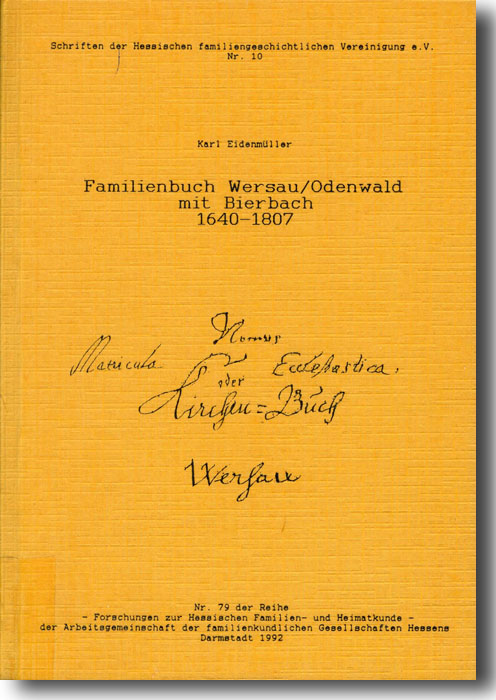 Schriften der Hessischen familiengeschichtlichen Vereinigung e.V.
Nr. 10
Karl Eidenmüller
Familienbuch Wersau/Odenwald
mit Bierbach
1640-1807
Matricula Ecclesiastica,
oder
Kirchen=Buch
Wersau
Nr. 79 der Reihe
- Forschungen zur Hessischen Familien- und Heimatkunde -
der Arbeitsgemeinschaft der familienkundlichen Gesellschaften Hessens
Darmstadt 1992